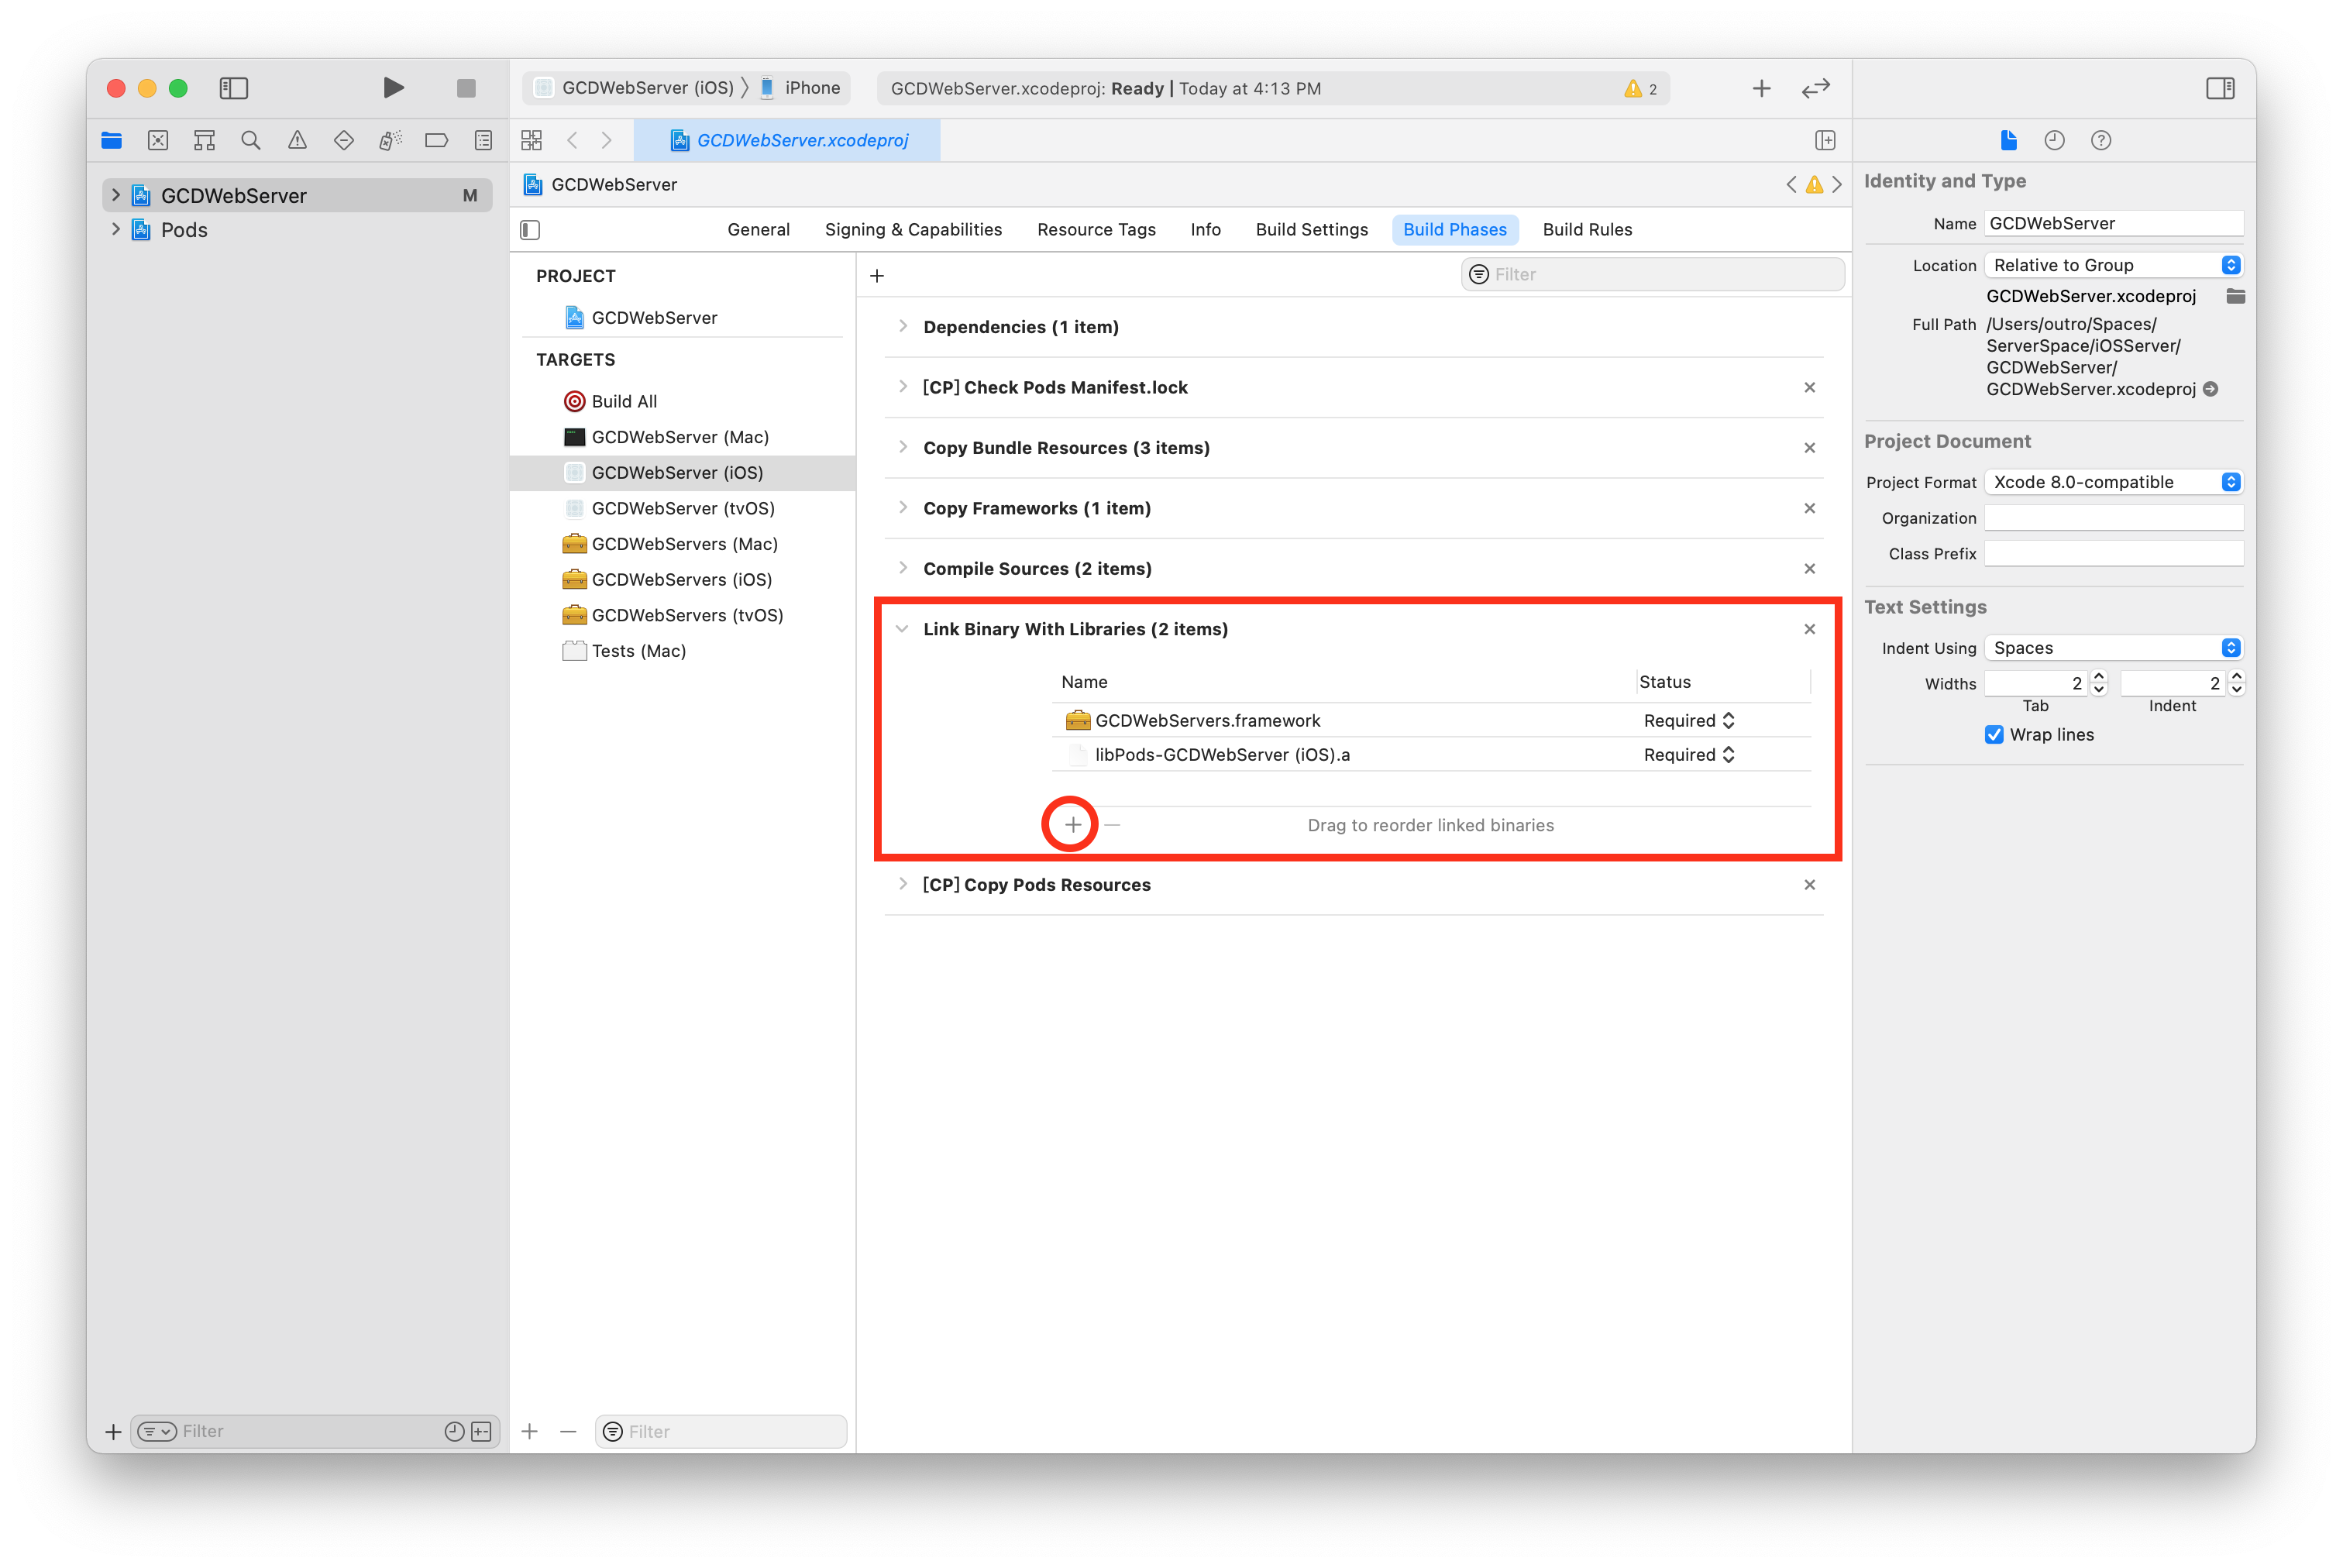 GCDWebServer (iOS) 〉 iPhone
GCDWebServer.xcodeproj: Ready | Today at 4:13 PM
2
GCDWebServer.xcodeproj
GCDWebServer M
Pods
Filter
GCDWebServer
General Signing & Capabilities Resource Tags Info Build Settings Build Phases Build Rules
PROJECT
GCDWebServer
TARGETS
Build All
GCDWebServer (Mac)
GCDWebServer (iOS)
GCDWebServer (tvOS)
GCDWebServers (Mac)
GCDWebServers (iOS)
GCDWebServers (tvOS)
Tests (Mac)
Filter
Filter
Dependencies (1 item)
[CP] Check Pods Manifest.lock
Copy Bundle Resources (3 items)
Copy Frameworks (1 item)
Compile Sources (2 items)
Link Binary With Libraries (2 items)
Name Status
GCDWebServers.framework Required
libPods-GCDWebServer (iOS).a Required
Drag to reorder linked binaries
[CP] Copy Pods Resources
Identity and Type
Name GCDWebServer
Location Relative to Group
GCDWebServer.xcodeproj
Full Path /Users/outro/Spaces/
ServerSpace/iOSServer/
GCDWebServer/
GCDWebServer.xcodeproj
Project Document
Project Format Xcode 8.0-compatible
Organization
Class Prefix
Text Settings
Indent Using Spaces
Widths 2 2
Tab Indent
Wrap lines